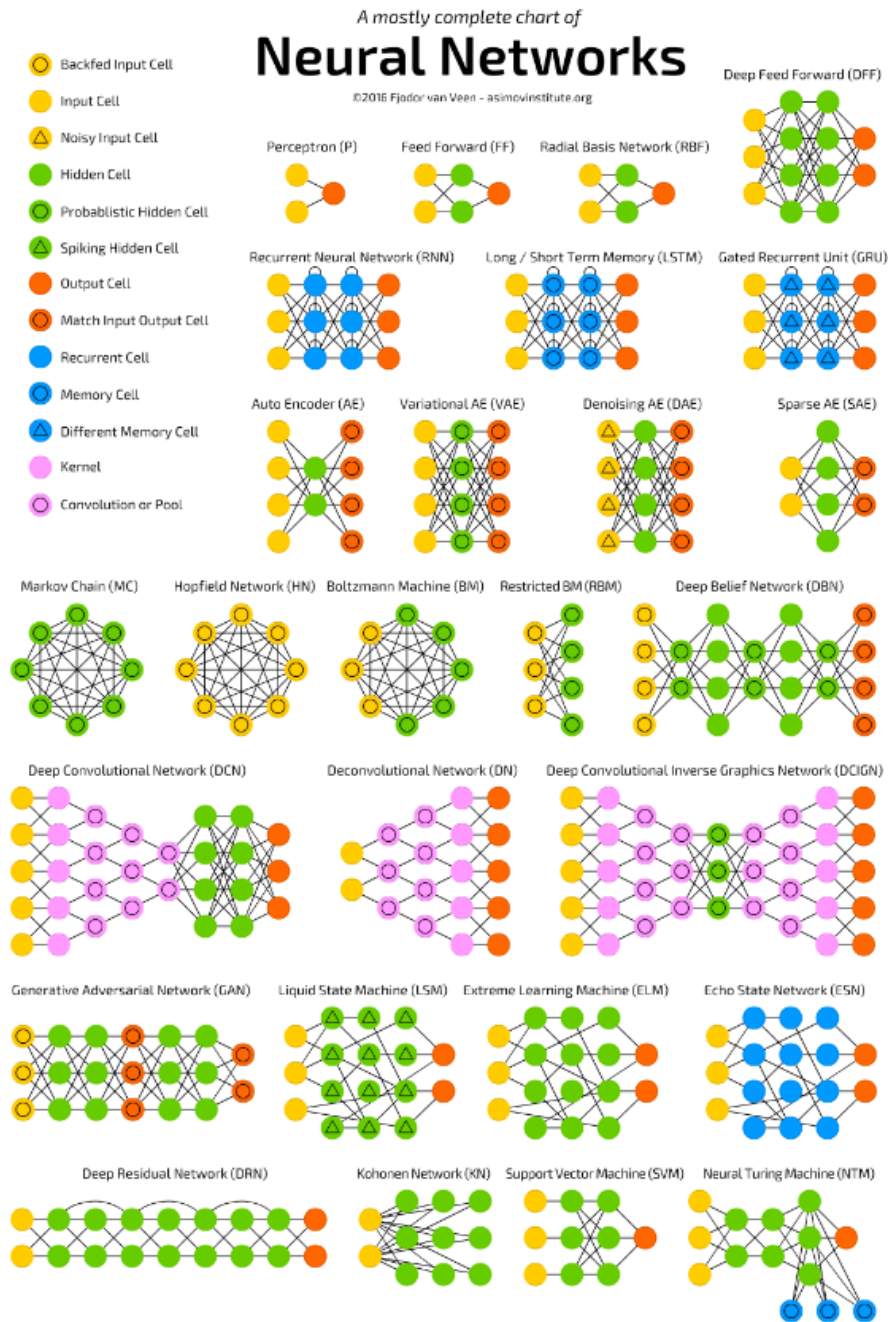 A mostly complete chart of
Neural Networks
©2016 Fjodor van Veen - asimovinstitute.org
Backfed Input Cell
Input Cell
Noisy Input Cell
Hidden Cell
Probablistic Hidden Cell
Spiking Hidden Cell
Output Cell
Match Input Output Cell
Recurrent Cell
Memory Cell
Different Memory Cell
Kernel
Convolution or Pool
Deep Feed Forward (DFF)
Perceptron (P)
Feed Forward (FF)
Radial Basis Network (RBF)
Recurrent Neural Network (RNN)
Long / Short Term Memory (LSTM)
Gated Recurrent Unit (GRU)
Auto Encoder (AE)
Variational AE (VAE)
Denoising AE (DAE)
Sparse AE (SAE)
Markov Chain (MC)
Hopfield Network (HN)
Boltzmann Machine (BM)
Restricted BM (RBM)
Deep Belief Network (DBN)
Deep Convolutional Network (DCN)
Deconvolutional Network (DN)
Deep Convolutional Inverse Graphics Network (DCIGN)
Generative Adversarial Network (GAN)
Liquid State Machine (LSM)
Extreme Learning Machine (ELM)
Echo State Network (ESN)
Deep Residual Network (DRN)
Kohonen Network (KN)
Support Vector Machine (SVM)
Neural Turing Machine (NTM)